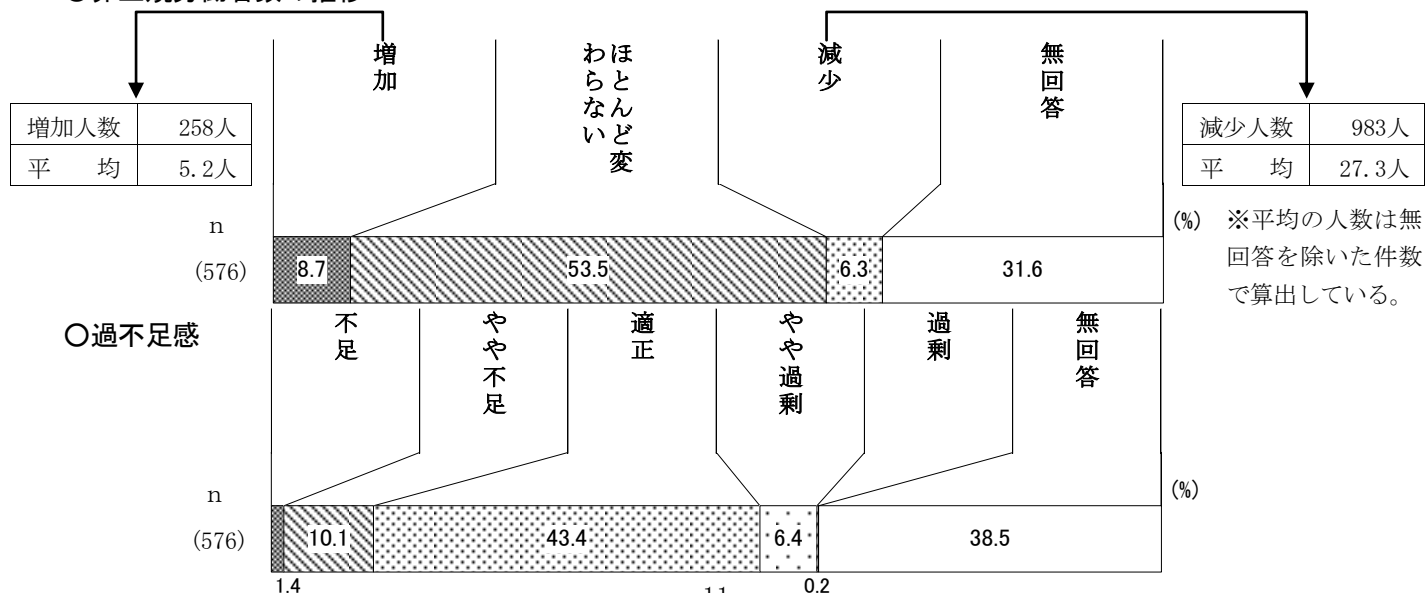 増加
ほとんど変わらない
減少
無回答
増加人数 258人
平　均 5.2人
減少人数 983人
平　均 27.3人
n
(576)
8.7
53.5
6.3
31.6
(%)
※平均の人数は無
回答を除いた件数
で算出している。
〇過不足感
不足
やや不足
適正
やや過剰
過剰
無回答
n
(576)
10.1
43.4
6.4
38.5
(%)
1.4
0.2